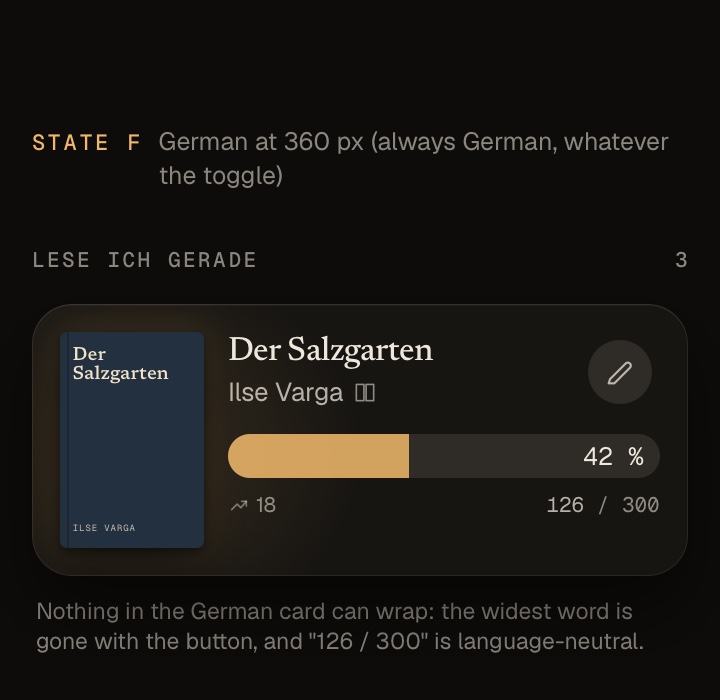 STATE F German at 360 px (always German, whatever
the toggle)
LESE ICH GERADE 3
Der
Salzgarten
ILSE VARGA
Der Salzgarten
Ilse Varga
42 %
18 126 / 300
Nothing in the German card can wrap: the widest word is
gone with the button, and "126 / 300" is language-neutral.